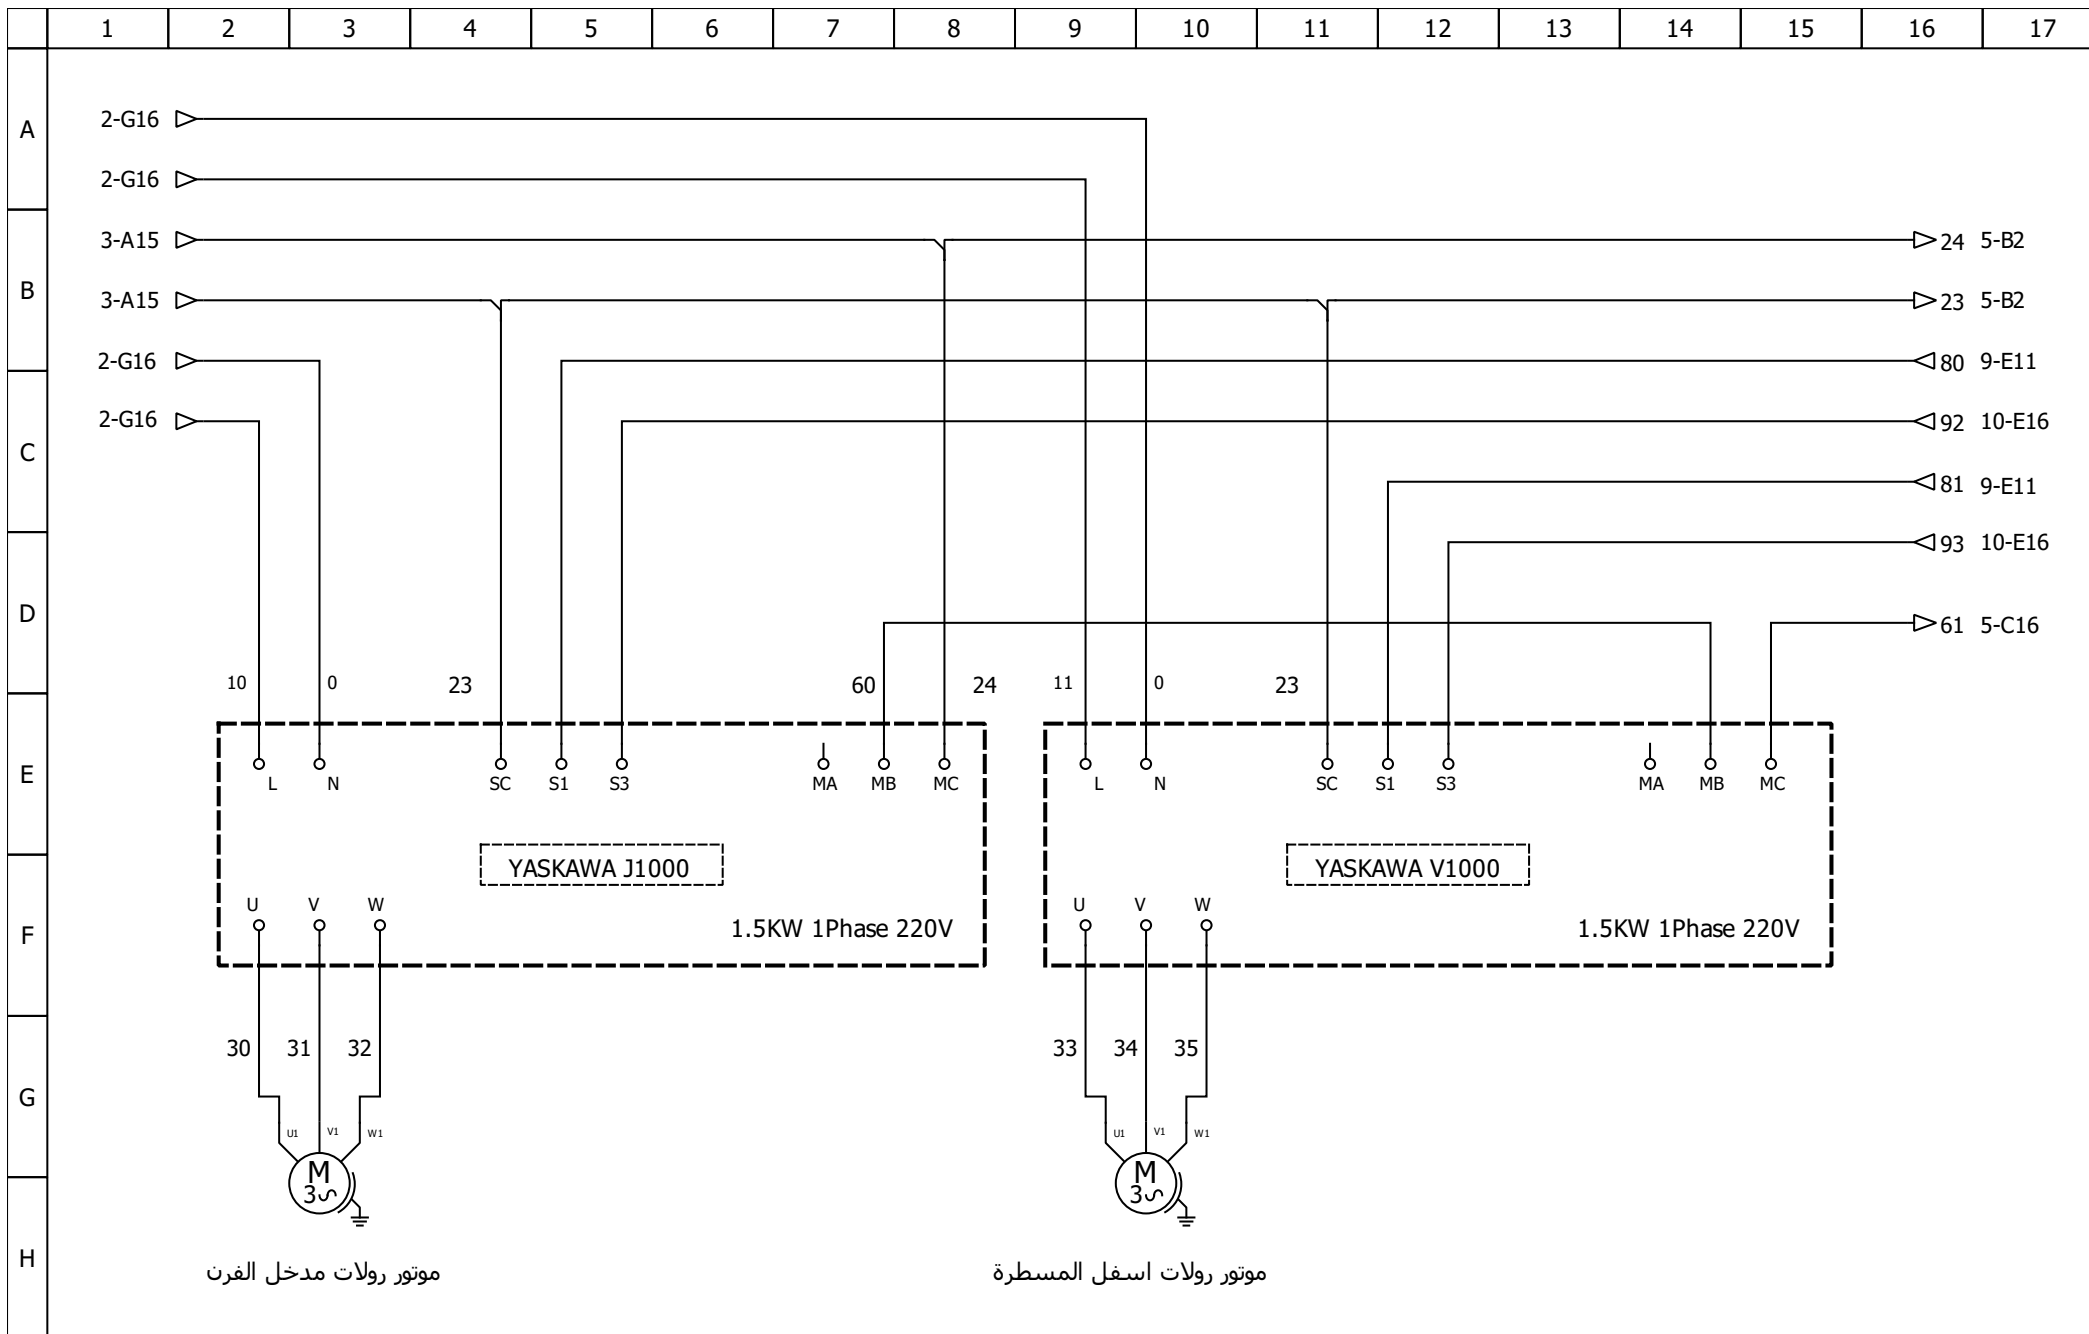 1 2 3 4 5 6 7 8 9 10 11 12 13 14 15 16 17
A
2-G16
2-G16
B
3-A15 24 5-B2
3-A15 23 5-B2
2-G16 80 9-E11
C
2-G16 92 10-E16
81 9-E11
D
93 10-E16
61 5-C16
10 0 23 60 24 11 0 23
E
L N SC S1 S3 MA MB MC L N SC S1 S3 MA MB MC
YASKAWA J1000 YASKAWA V1000
F
U V W U V W
1.5KW 1Phase 220V 1.5KW 1Phase 220V
30 31 32 33 34 35
G
U1 V1 W1 U1 V1 W1
M M
3 3
H
موتور رولات مدخل الفرن
موتور رولات اسفل المسطرة